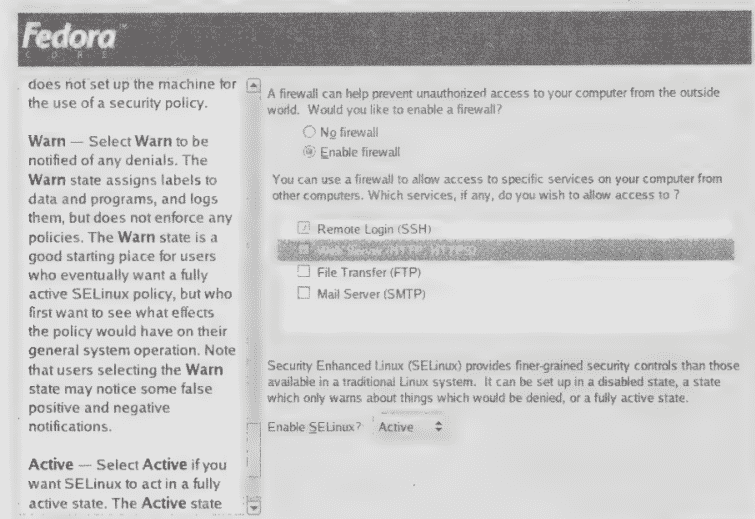 Fedora
CORE
does not set up the machine for
the use of a security policy.
Warn — Select Warn to be
notified of any denials. The
Warn state assigns labels to
data and programs, and logs
them, but does not enforce any
policies. The Warn state is a
good starting place for users
who eventually want a fully
active SELinux policy, but who
first want to see what effects
the policy would have on their
general system operation. Note
that users selecting the Warn
state may notice some false
positive and negative
notifications.
Active — Select Active if you
want SELinux to act in a fully
active state. The Active state
A firewall can help prevent unauthorized access to your computer from the outside
world. Would you like to enable a firewall?
No firewall
Enable firewall
You can use a firewall to allow access to specific services on your computer from
other computers. Which services, if any, do you wish to allow access to ?
Remote Login (SSH)
File Transfer (FTP)
Mail Server (SMTP)
Security Enhanced Linux (SELinux) provides finer-grained security controls than those
available in a traditional Linux system. It can be set up in a disabled state, a state
which only warns about things which would be denied, or a fully active state.
Enable SELinux? Active